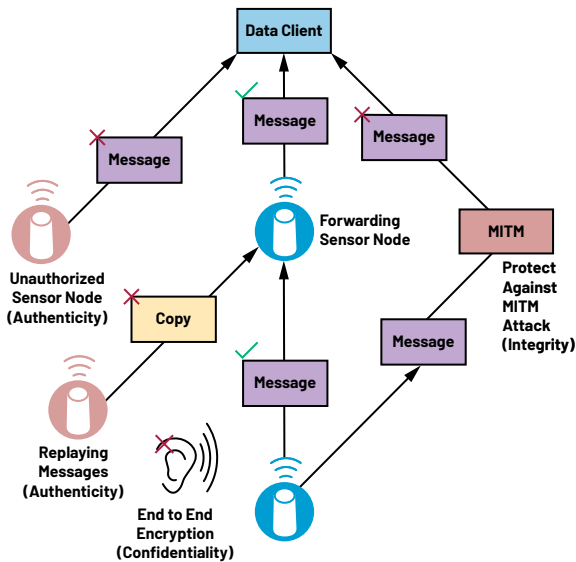 Data Client
Message
Message
Message
Forwarding
Sensor Node
MITM
Unauthorized
Sensor Node
(Authenticity)
Protect
Against
MITM
Attack
(Integrity)
Copy
Message
Message
Replaying
Messages
(Authenticity)
End to End
Encryption
(Confidentiality)